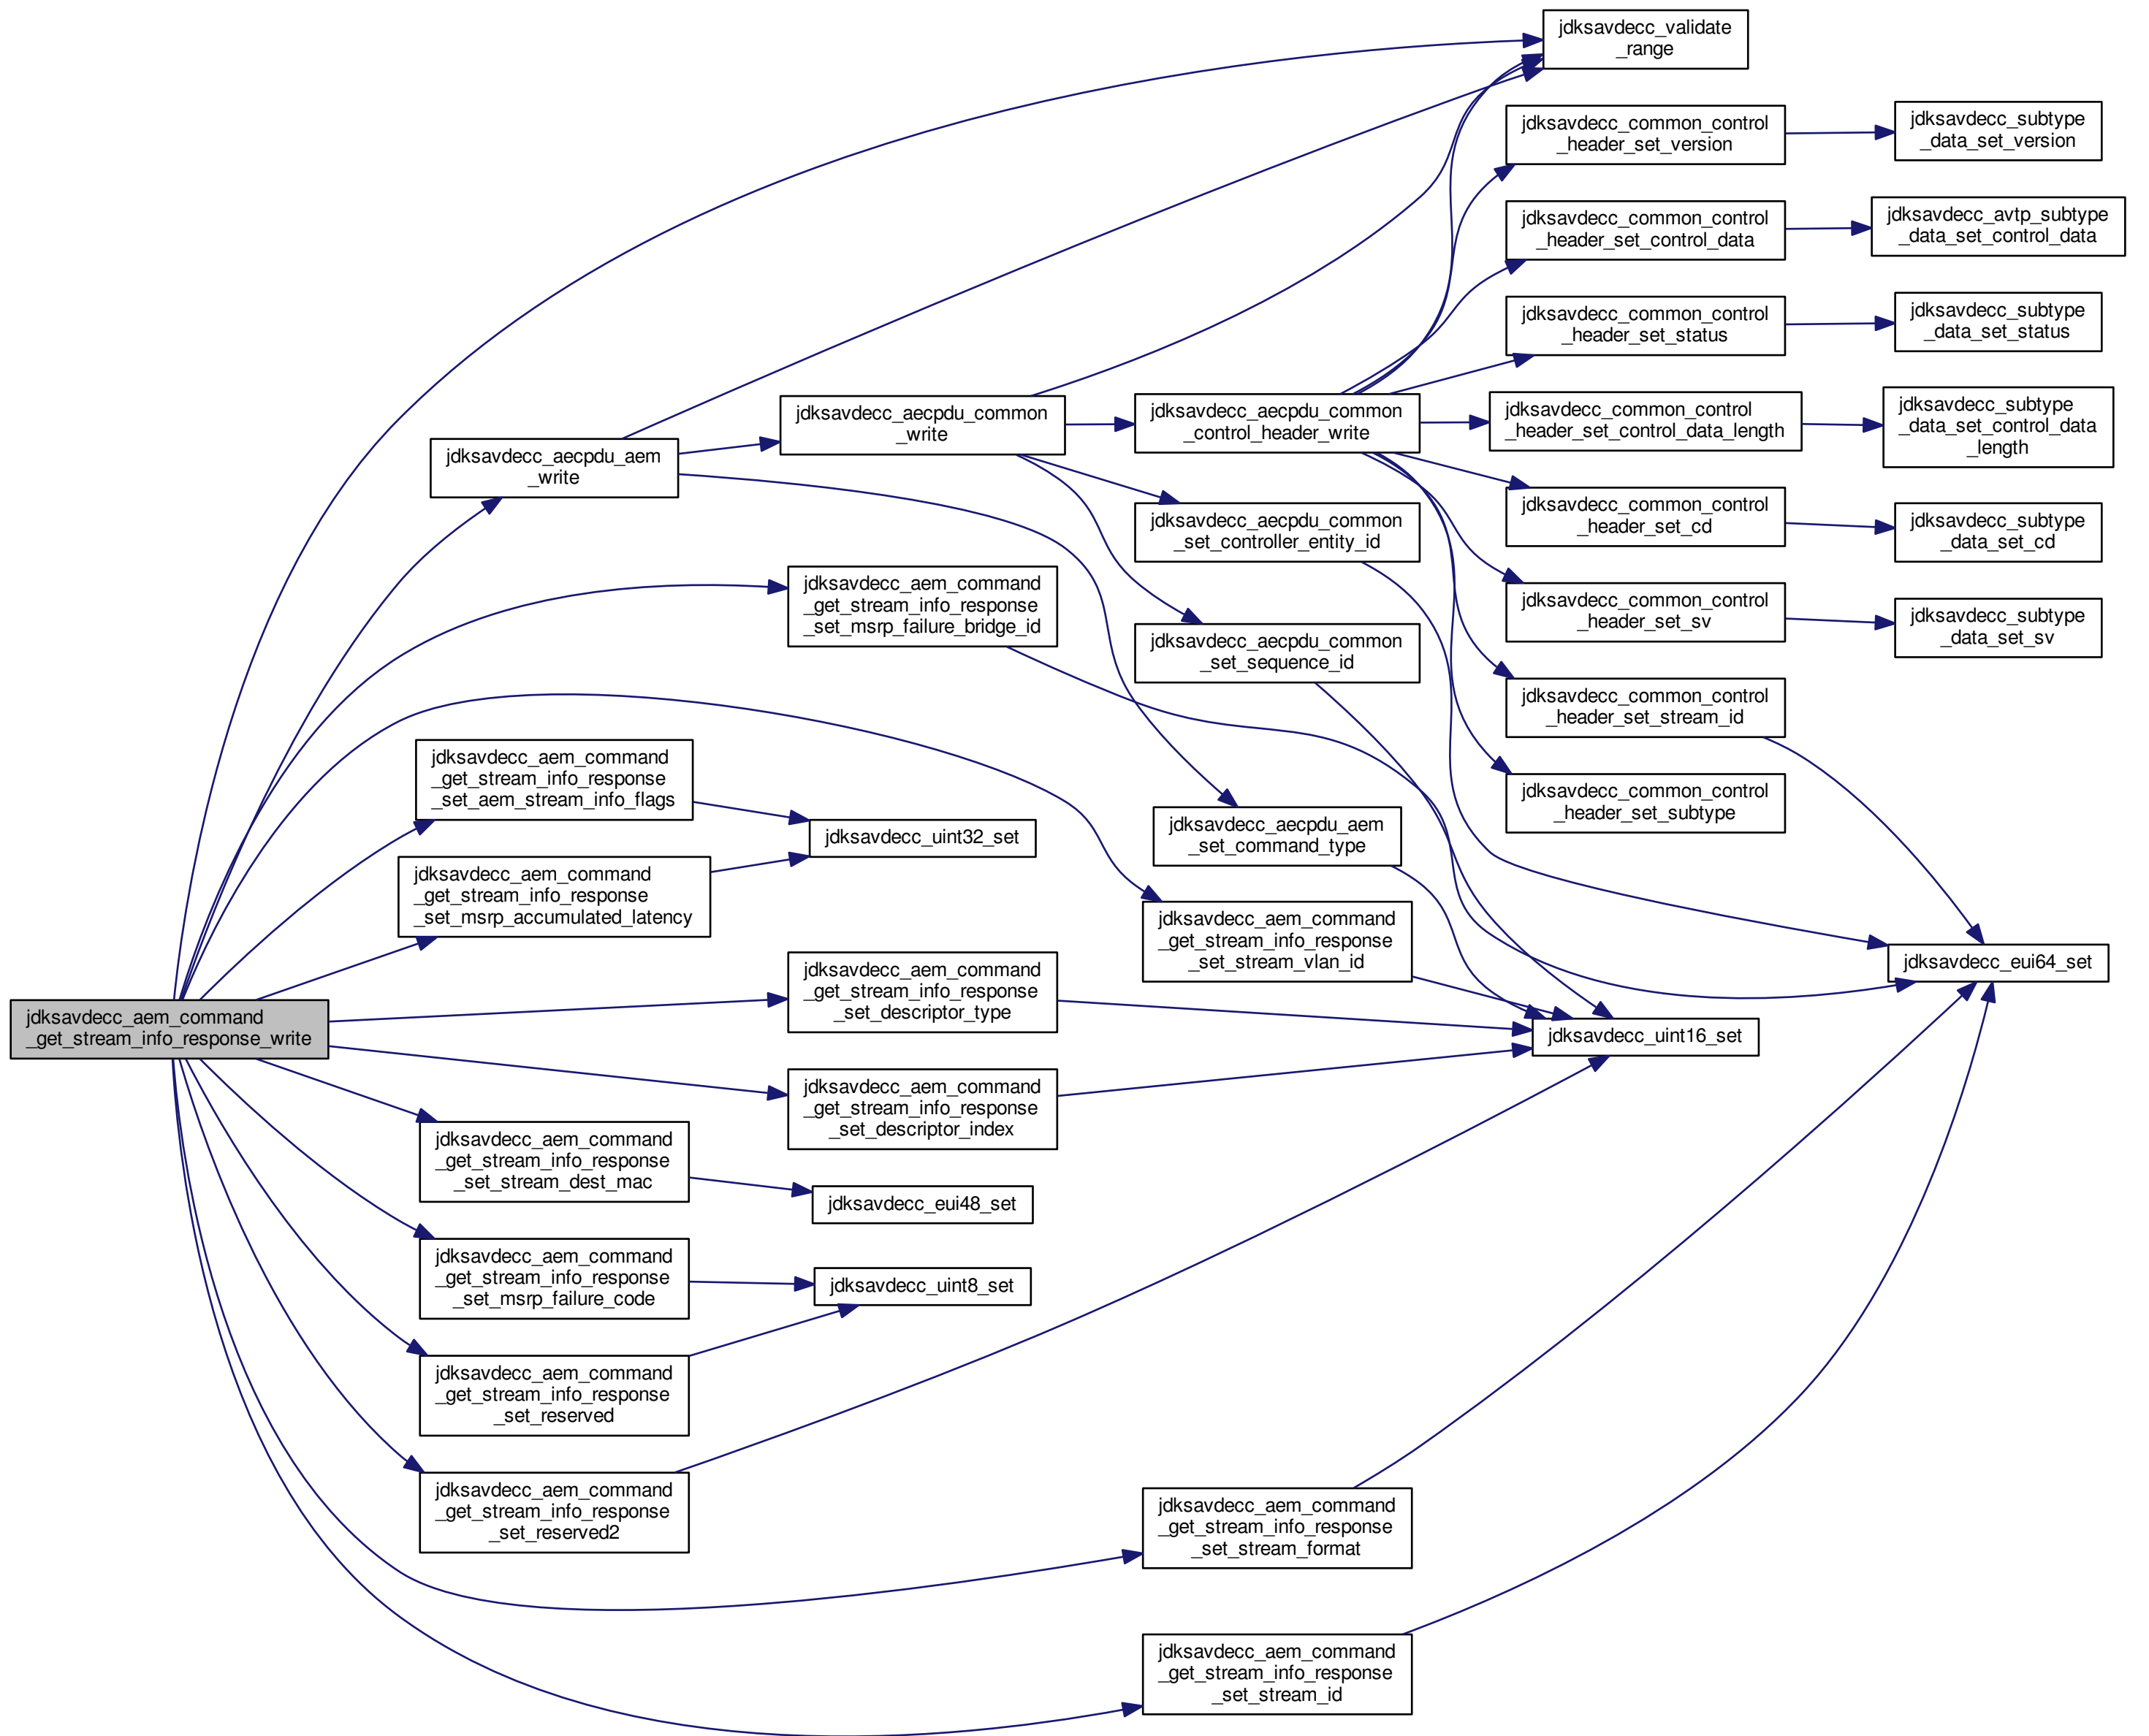 jdksavdecc_aem_command
_get_stream_info_response_write
jdksavdecc_aecpdu_aem
_write
jdksavdecc_aem_command
_get_stream_info_response
_set_aem_stream_info_flags
jdksavdecc_aem_command
_get_stream_info_response
_set_msrp_accumulated_latency
jdksavdecc_aem_command
_get_stream_info_response
_set_stream_dest_mac
jdksavdecc_aem_command
_get_stream_info_response
_set_msrp_failure_code
jdksavdecc_aem_command
_get_stream_info_response
_set_reserved
jdksavdecc_aem_command
_get_stream_info_response
_set_reserved2
jdksavdecc_aecpdu_common
_write
jdksavdecc_aem_command
_get_stream_info_response
_set_msrp_failure_bridge_id
jdksavdecc_uint32_set
jdksavdecc_aem_command
_get_stream_info_response
_set_descriptor_type
jdksavdecc_aem_command
_get_stream_info_response
_set_descriptor_index
jdksavdecc_eui48_set
jdksavdecc_uint8_set
jdksavdecc_aecpdu_common
_control_header_write
jdksavdecc_aecpdu_common
_set_controller_entity_id
jdksavdecc_aecpdu_common
_set_sequence_id
jdksavdecc_aecpdu_aem
_set_command_type
jdksavdecc_aem_command
_get_stream_info_response
_set_stream_vlan_id
jdksavdecc_aem_command
_get_stream_info_response
_set_stream_format
jdksavdecc_aem_command
_get_stream_info_response
_set_stream_id
jdksavdecc_validate
_range
jdksavdecc_common_control
_header_set_version
jdksavdecc_common_control
_header_set_control_data
jdksavdecc_common_control
_header_set_status
jdksavdecc_common_control
_header_set_control_data_length
jdksavdecc_common_control
_header_set_cd
jdksavdecc_common_control
_header_set_sv
jdksavdecc_common_control
_header_set_stream_id
jdksavdecc_common_control
_header_set_subtype
jdksavdecc_uint16_set
jdksavdecc_subtype
_data_set_version
jdksavdecc_avtp_subtype
_data_set_control_data
jdksavdecc_subtype
_data_set_status
jdksavdecc_subtype
_data_set_control_data
_length
jdksavdecc_subtype
_data_set_cd
jdksavdecc_subtype
_data_set_sv
jdksavdecc_eui64_set